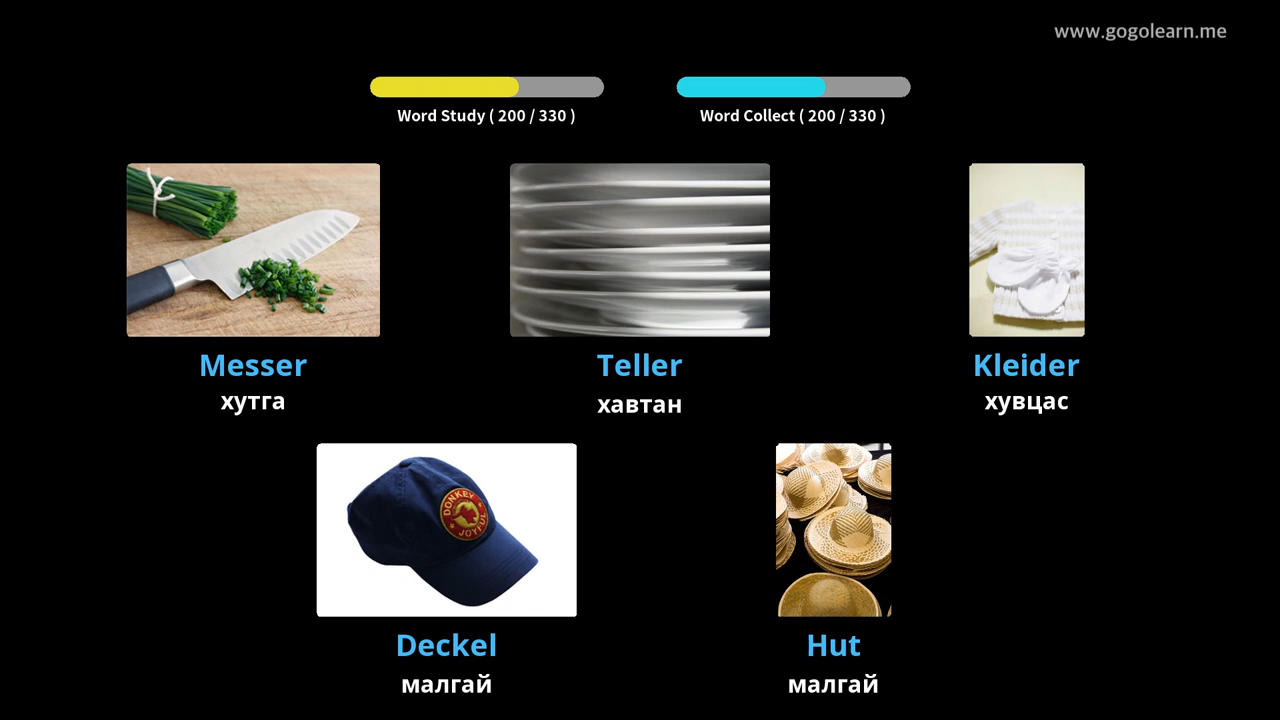 www.gogolearn.me
Word Study ( 200 / 330 )
Word Collect ( 200 / 330 )
Messer
хутга
Teller
хавтан
Kleider
хувцас
DONKEY
JOYFUL
Deckel
малгай
Hut
малгай